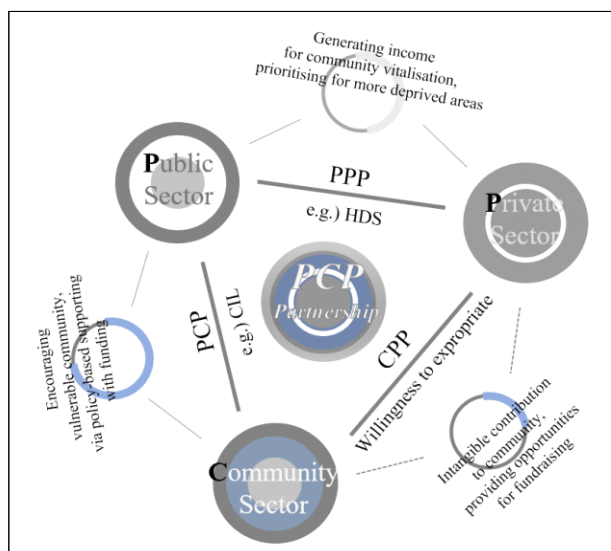 Generating income
for community vitalisation,
prioritising for more deprived areas
Public
Sector
PPP
e.g.) HDS
Private
Sector
PCP
Partnership
PCP
e.g.) CIL
CPP
Willingness to expropriate
Encouraging
vulnerable community,
via policy-based supporting
with funding
Community
Sector
Intangible contribution
to community,
providing opportunities
for fundraising